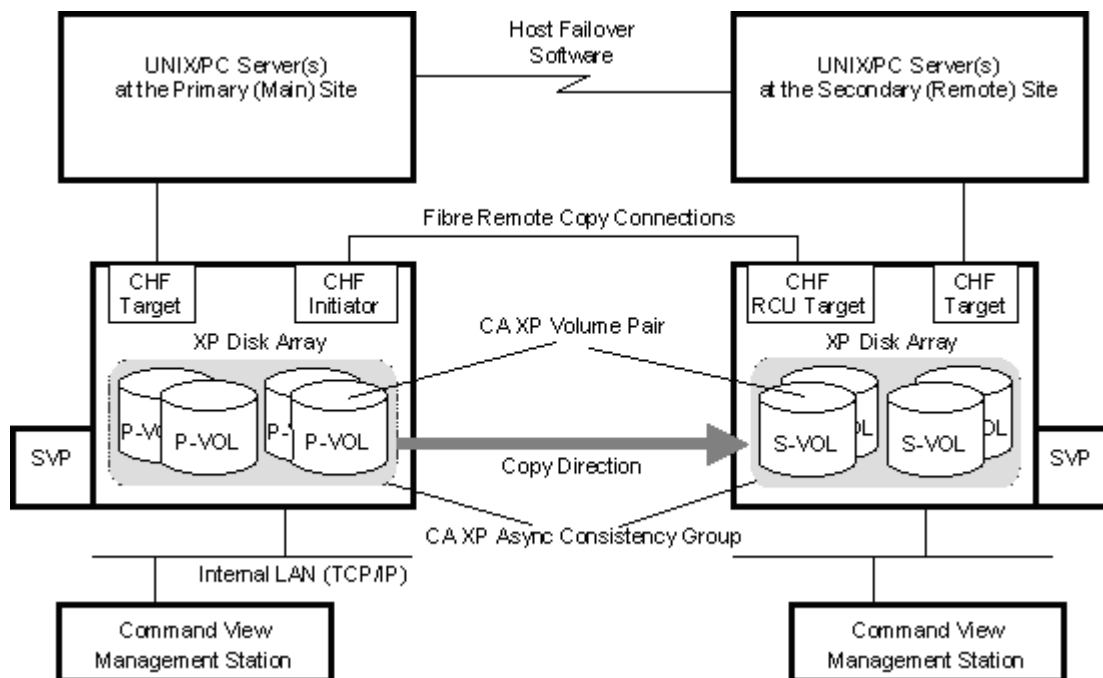 Host Failover
Software
UNIX/PC Server(s)
at the Primary (Main) Site
UNIX/PC Server(s)
at the Secondary (Remote) Site
Fibre Remote Copy Connections
CHF
Target
CHF
Initiator
CHF
RCU Target
CHF
Target
XP Disk Array
CA XP Volume Pair
XP Disk Array
P-VOL
P-VOL
P-VOL
P-VOL
S-VOL
OL
S-VOL
OL
SVP
Copy Direction
SVP
CA XP Async Consistency Group
Internal LAN (TCP/IP)
Command View
Management Station
Command View
Management Station